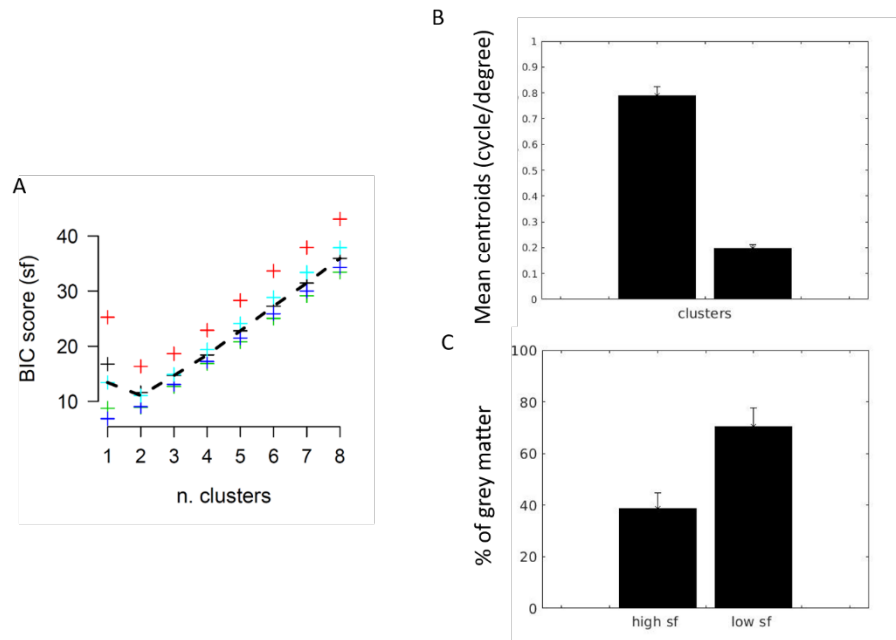 A
BIC score (sf)
40
30
20
10
1 2 3 4 5 6 7 8
n. clusters
B
Mean centroids (cycle/degree)
1
0.9
0.8
0.7
0.6
0.5
0.4
0.3
0.2
0.1
0
clusters
C
% of grey matter
100
80
60
40
20
0
high sf low sf